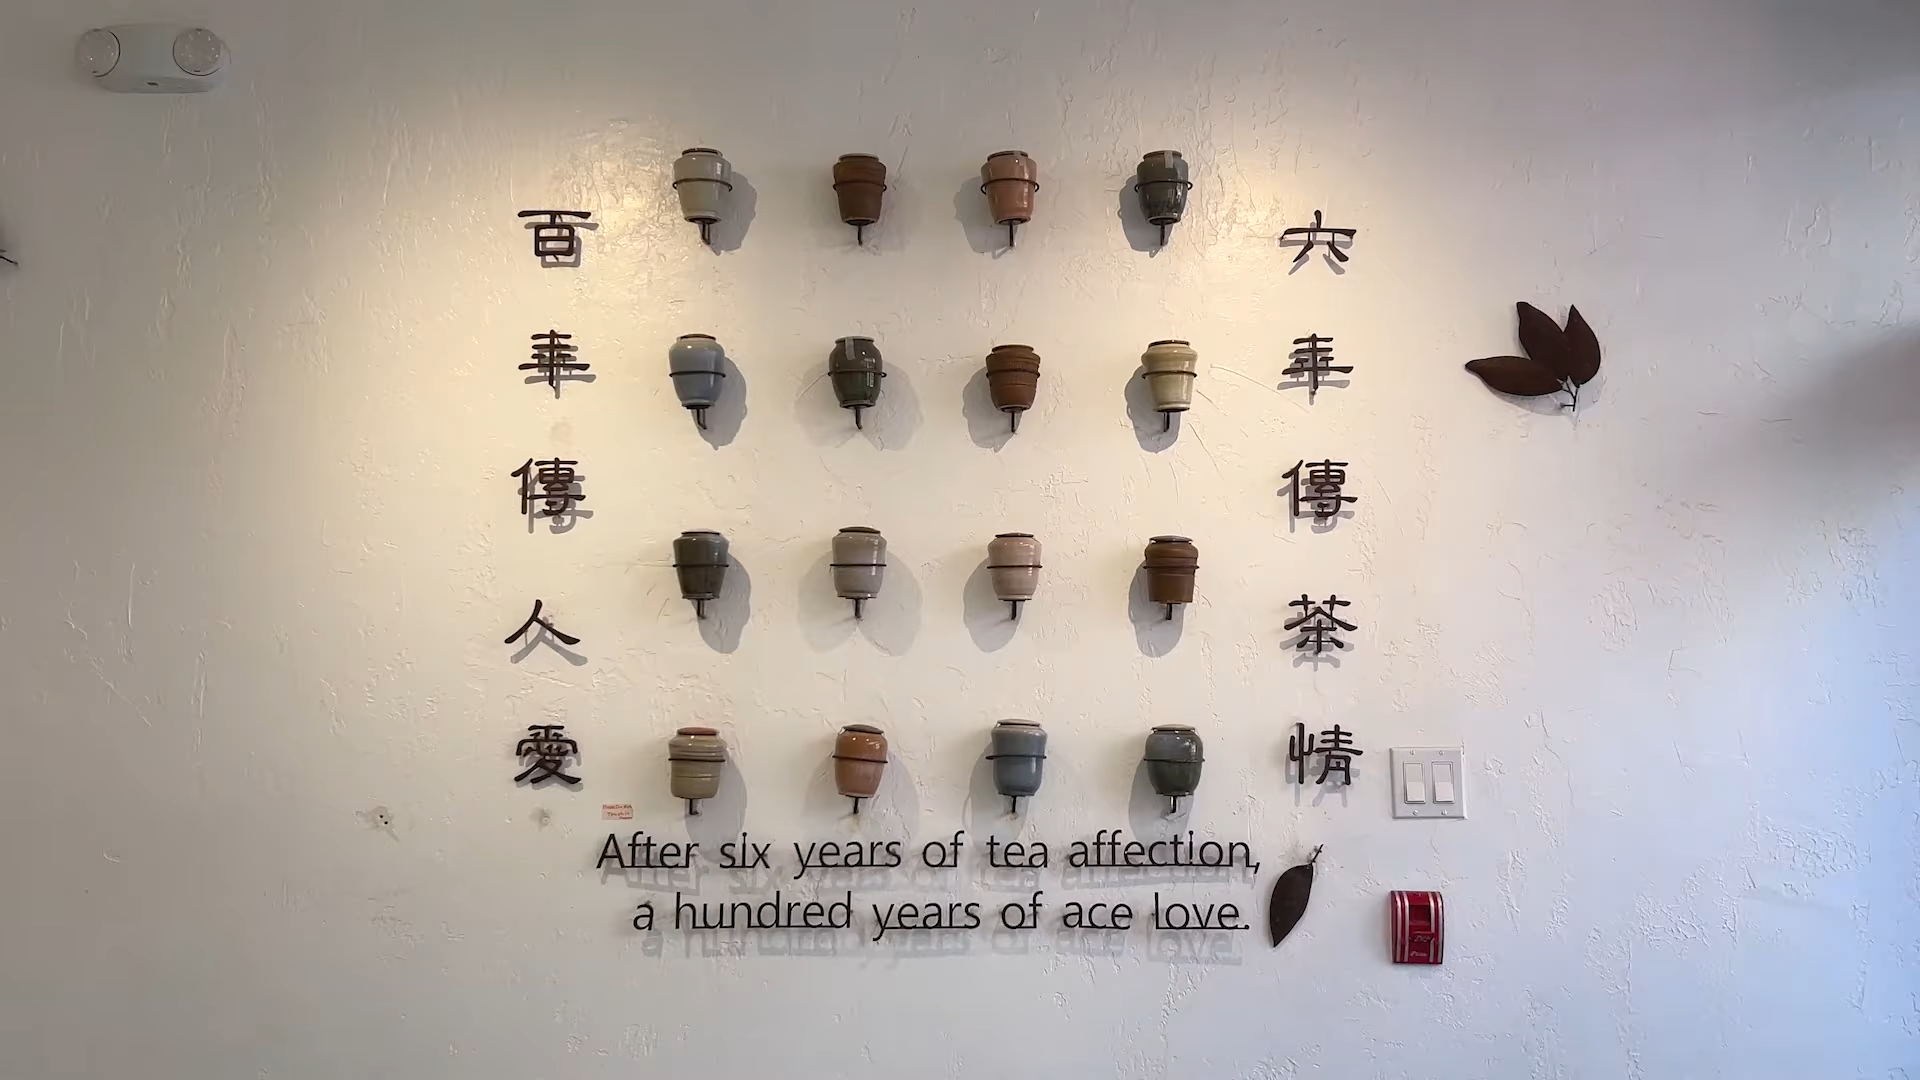 六年傳茶情
百年傳人愛
After six years of tea affection,
a hundred years of ace love.